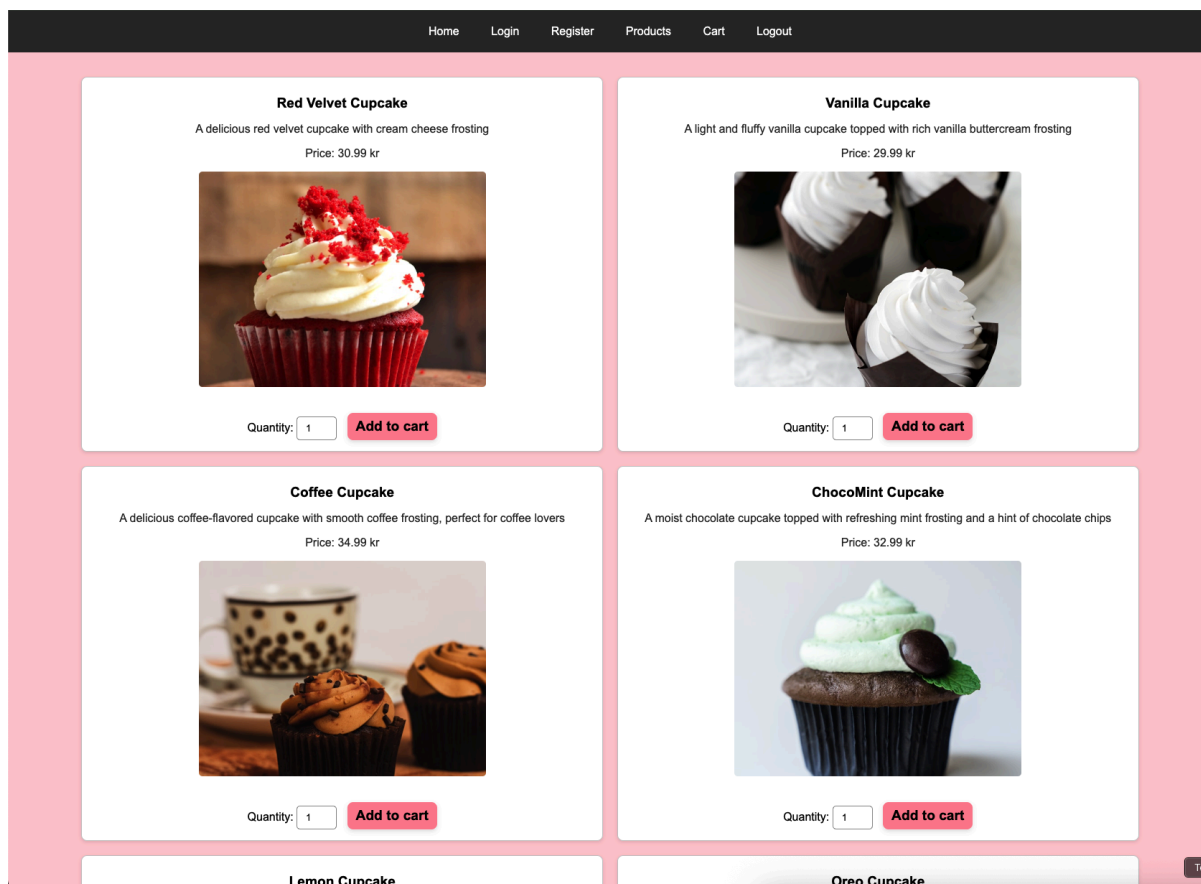 Home Login Register Products Cart Logout
Red Velvet Cupcake
A delicious red velvet cupcake with cream cheese frosting
Price: 30.99 kr
Quantity: 1 Add to cart
Vanilla Cupcake
A light and fluffy vanilla cupcake topped with rich vanilla buttercream frosting
Price: 29.99 kr
Quantity: 1 Add to cart
Coffee Cupcake
A delicious coffee-flavored cupcake with smooth coffee frosting, perfect for coffee lovers
Price: 34.99 kr
Quantity: 1 Add to cart
ChocoMint Cupcake
A moist chocolate cupcake topped with refreshing mint frosting and a hint of chocolate chips
Price: 32.99 kr
Quantity: 1 Add to cart
Lemon Cupcake
Oreo Cupcake